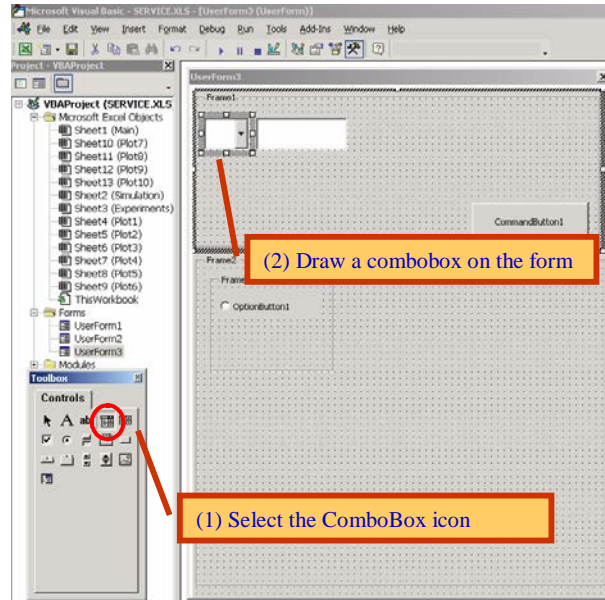 Microsoft Visual Basic - SERVICE.XLS - [UserForm3 (UserForm)]
File Edit View Insert Format Debug Run Tools Add-Ins Window Help
Project - VBAProject
VBAProject (SERVICE.XLS
Microsoft Excel Objects
Sheet1 (Main)
Sheet10 (Plot7)
Sheet11 (Plot8)
Sheet12 (Plot9)
Sheet13 (Plot10)
Sheet2 (Simulation)
Sheet3 (Experiments)
Sheet4 (Plot1)
Sheet5 (Plot2)
Sheet6 (Plot3)
Sheet7 (Plot4)
Sheet8 (Plot5)
Sheet9 (Plot6)
ThisWorkbook
Forms
UserForm1
UserForm2
UserForm3
Modules
Toolbox
Controls
A ab
UserForm3
Frame1
CommandButton1
(2) Draw a combobox on the form
Frame2
Frame
OptionButton1
(1) Select the ComboBox icon